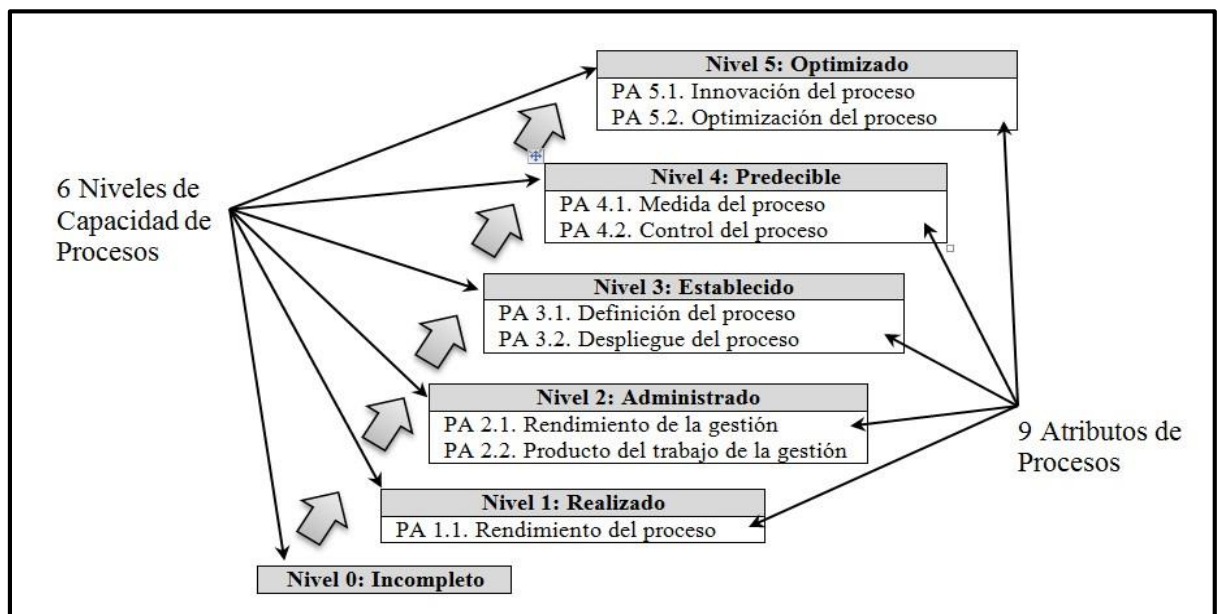 Nivel 5: Optimizado
PA 5.1. Innovación del proceso
PA 5.2. Optimización del proceso
6 Niveles de
Capacidad de
Procesos
Nivel 4: Predecible
PA 4.1. Medida del proceso
PA 4.2. Control del proceso
Nivel 3: Establecido
PA 3.1. Definición del proceso
PA 3.2. Despliegue del proceso
Nivel 2: Administrado
PA 2.1. Rendimiento de la gestión
PA 2.2. Producto del trabajo de la gestión
9 Atributos de
Procesos
Nivel 1: Realizado
PA 1.1. Rendimiento del proceso
Nivel 0: Incompleto